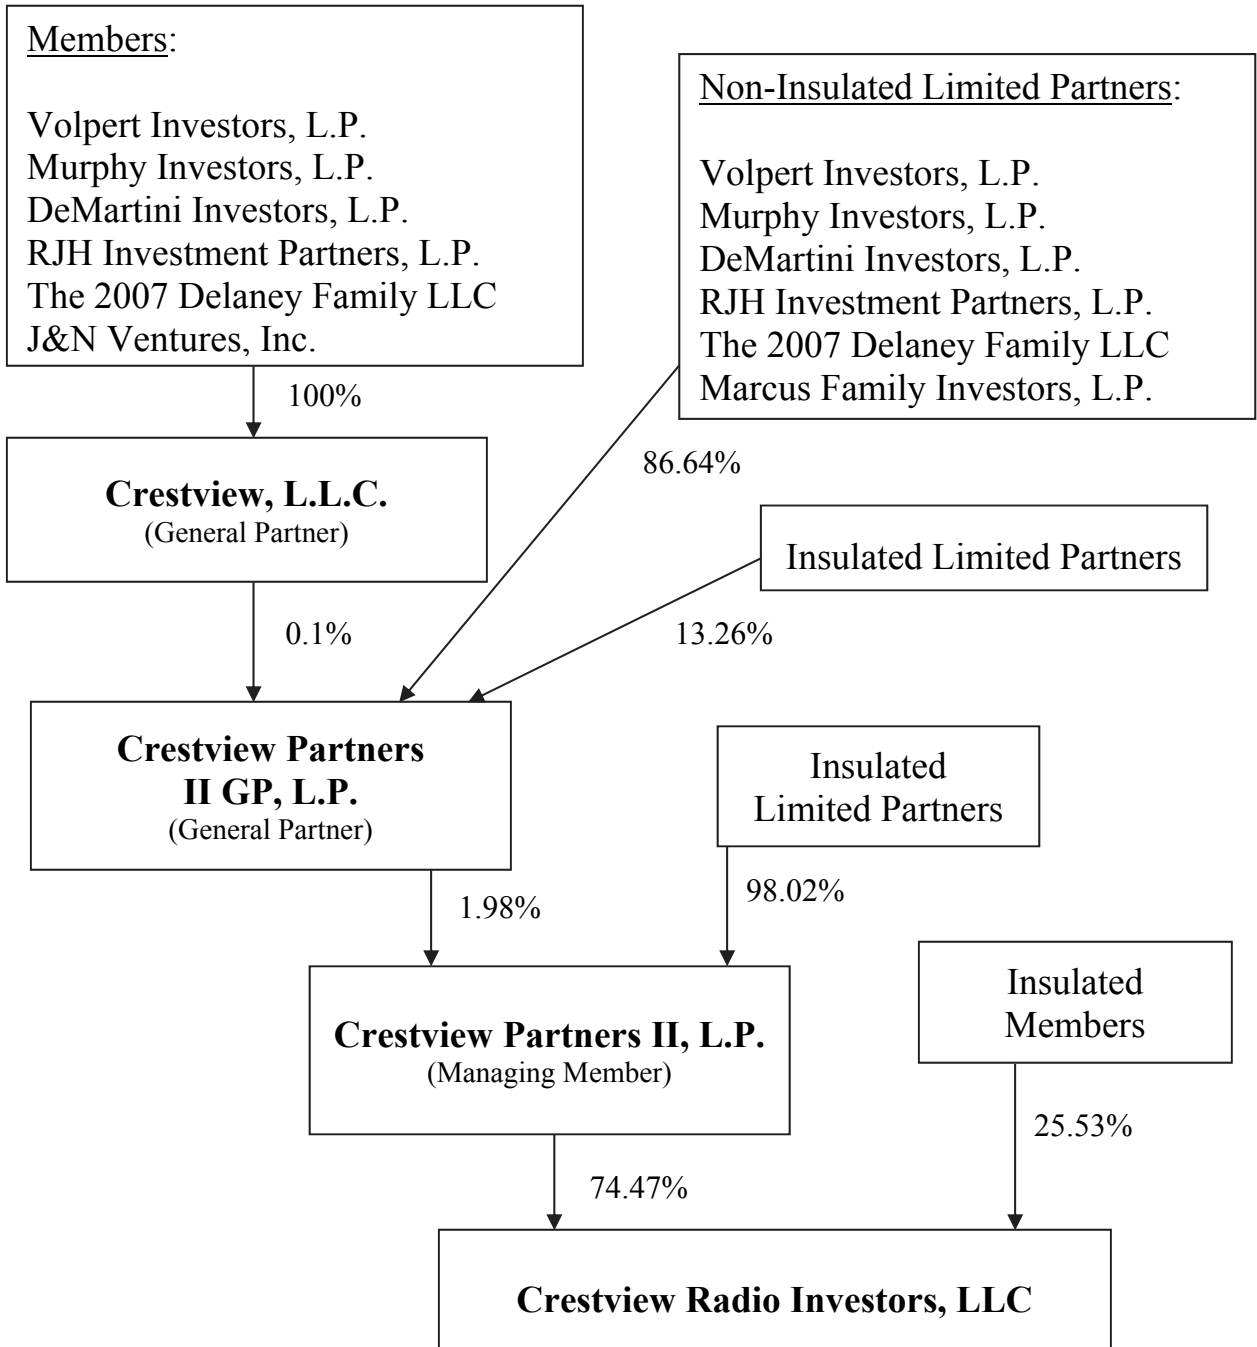 Members:
Volpert Investors, L.P.
Murphy Investors, L.P.
DeMartini Investors, L.P.
RJH Investment Partners, L.P.
The 2007 Delaney Family LLC
J&N Ventures, Inc.
Non-Insulated Limited Partners:
Volpert Investors, L.P.
Murphy Investors, L.P.
DeMartini Investors, L.P.
RJH Investment Partners, L.P.
The 2007 Delaney Family LLC
Marcus Family Investors, L.P.
100%
86.64%
Crestview, L.L.C.
(General Partner)
Insulated Limited Partners
0.1%
13.26%
Crestview Partners
II GP, L.P.
(General Partner)
Insulated
Limited Partners
1.98%
98.02%
Crestview Partners II, L.P.
(Managing Member)
Insulated
Members
74.47%
25.53%
Crestview Radio Investors, LLC